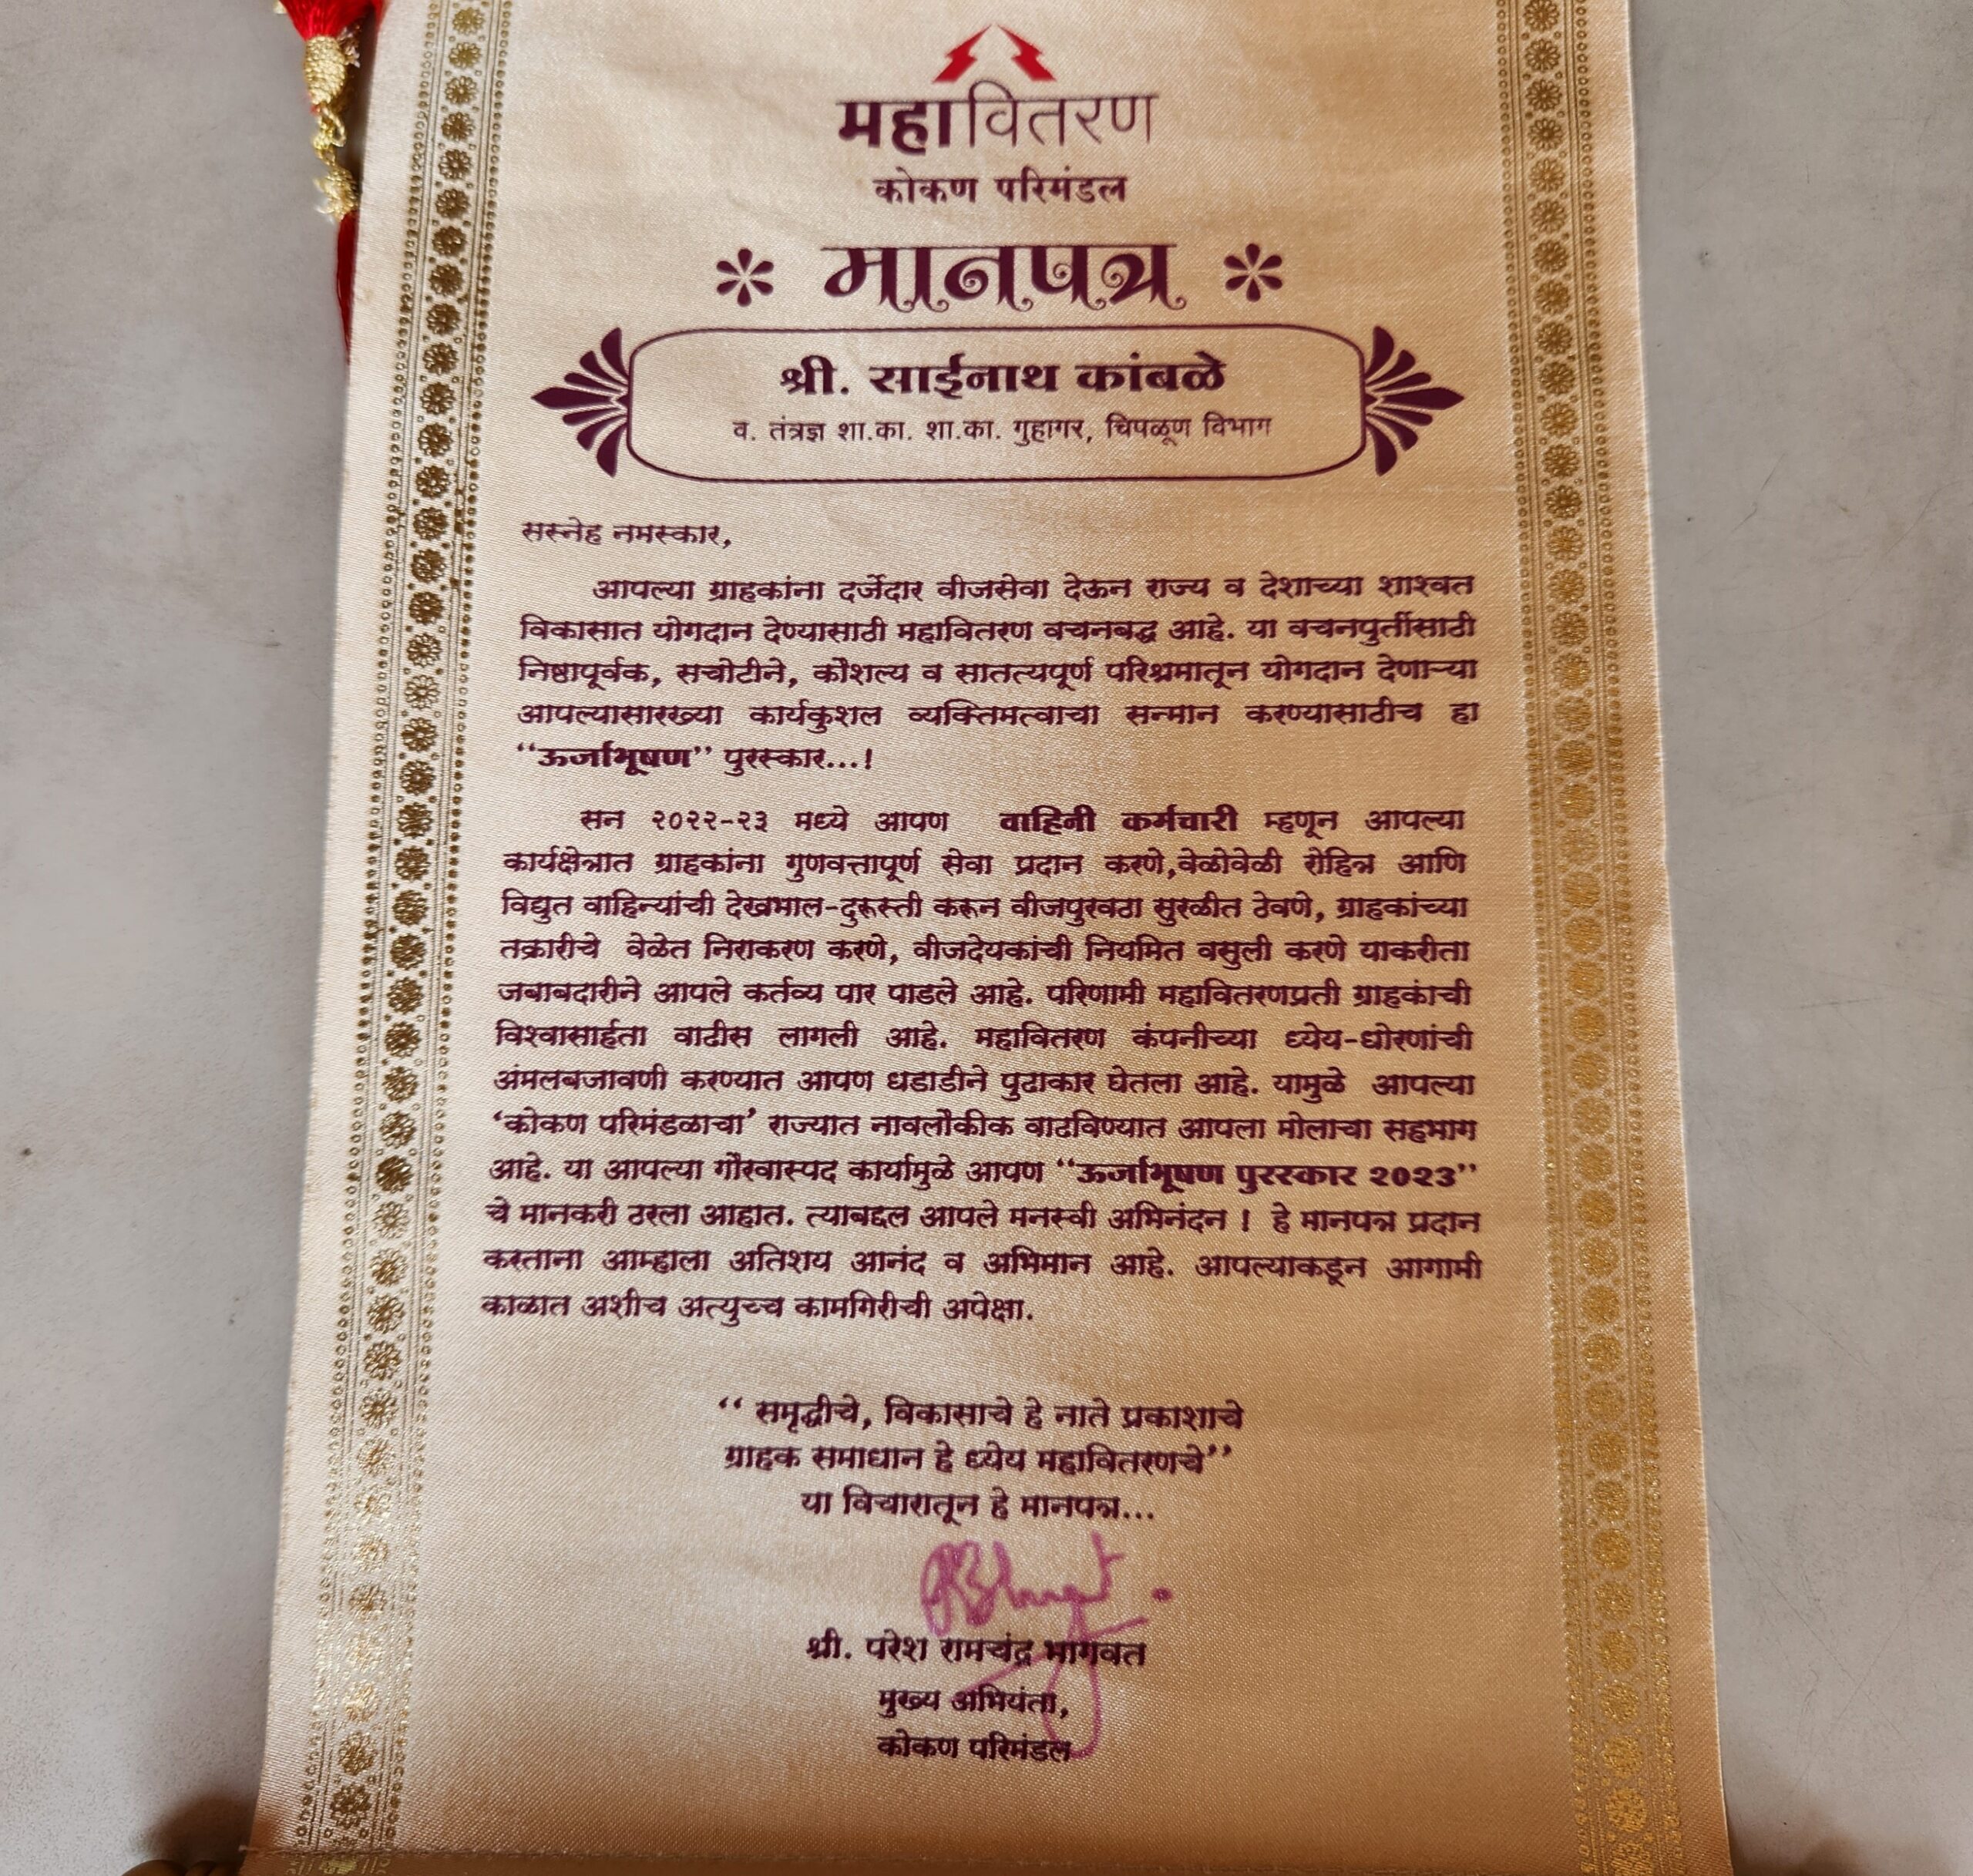 महावितरण
कोकण परिमंडल
* मानपत्र *
श्री. साईनाथ कांबळे
व. तंत्रज्ञ शा.का. शा.का. गुहागर, चिपळूण विभाग
सस्नेह नमस्कार,
आपल्या ग्राहकांना दर्जेदार वीजसेवा देऊन राज्य व देशाच्या शाश्वत
विकासात योगदान देण्यासाठी महावितरण वचनबद्ध आहे. या वचनपुर्तीसाठी
निष्ठापूर्वक, सचोटीने, कौशल्य व सातत्यपूर्ण परिश्रमातून योगदान देणाऱ्या
आपल्यासारख्या कार्यकुशल व्यक्तिमत्वाचा सन्मान करण्यासाठीच हा
“ऊर्जाभूषण” पुरस्कार...!
सन २०२२-२३ मध्ये आपण वाहिनी कर्मचारी म्हणून आपल्या
कार्यक्षेत्रात ग्राहकांना गुणवत्तापूर्ण सेवा प्रदान करणे,वेळोवेळी रोहित्र आणि
विद्युत वाहिन्यांची देखभाल-दुरूस्ती करून वीजपुरवठा सुरळीत ठेवणे, ग्राहकांच्या
तक्रारीचे वेळेत निराकरण करणे, वीजदेयकांची नियमित वसुली करणे याकरीता
जबाबदारीने आपले कर्तव्य पार पाडले आहे. परिणामी महावितरणप्रती ग्राहकांची
विश्वासार्हता वाढीस लागली आहे. महावितरण कंपनीच्या ध्येय-धोरणांची
अंमलबजावणी करण्यात आपण धडाडीने पुढाकार घेतला आहे. यामुळे आपल्या
‘कोकण परिमंडळाचा’ राज्यात नावलौकीक वाढविण्यात आपला मोलाचा सहभाग
आहे. या आपल्या गौरवास्पद कार्यामुळे आपण “ऊर्जाभूषण पुरस्कार २०२३”
चे मानकरी ठरला आहात. त्याबद्दल आपले मनस्वी अभिनंदन ! हे मानपत्र प्रदान
करताना आम्हाला अतिशय आनंद व अभिमान आहे. आपल्याकडून आगामी
काळात अशीच अत्युच्च कामगिरीची अपेक्षा.
“ समृद्धीचे, विकासाचे हे नाते प्रकाशाचे
ग्राहक समाधान हे ध्येय महावितरणचे”
या विचारातून हे मानपत्र...
श्री. परेश रामचंद्र भागवत
मुख्य अभियंता,
कोकण परिमंडल